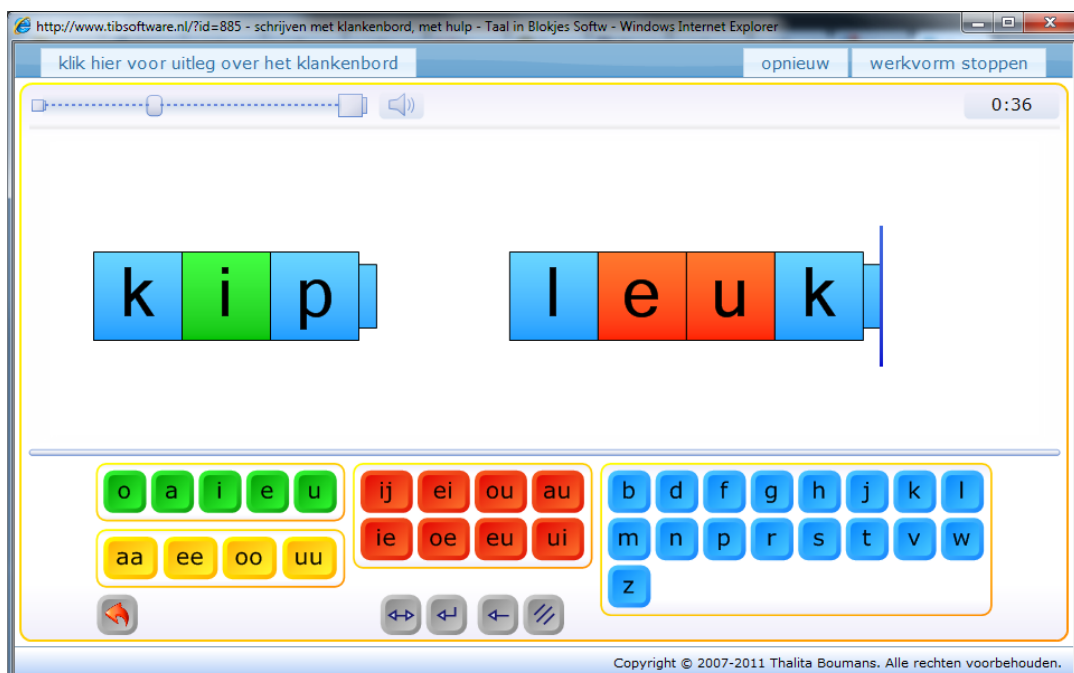 http://www.tibsoftware.nl/?id=885 - schrijven met klankenbord, met hulp - Taal in Blokjes Softw - Windows Internet Explorer
klik hier voor uitleg over het klankenbord
opnieuw
werkvorm stoppen
0:36
kip leuk
o a i e u
aa ee oo uu
ij ei ou au
ie oe eu ui
b d f g h j k l
m n p r s t v w
z
Copyright © 2007-2011 Thalita Boumans. Alle rechten voorbehouden.